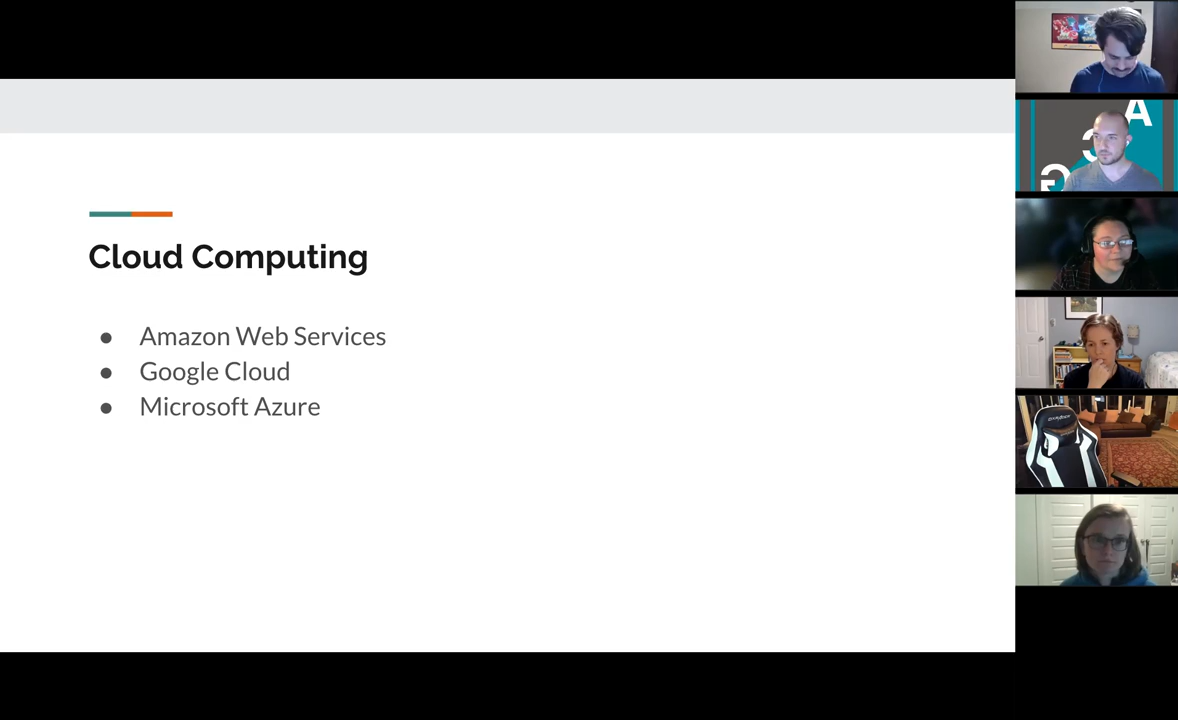 Cloud Computing
● Amazon Web Services
● Google Cloud
● Microsoft Azure
A
C
G